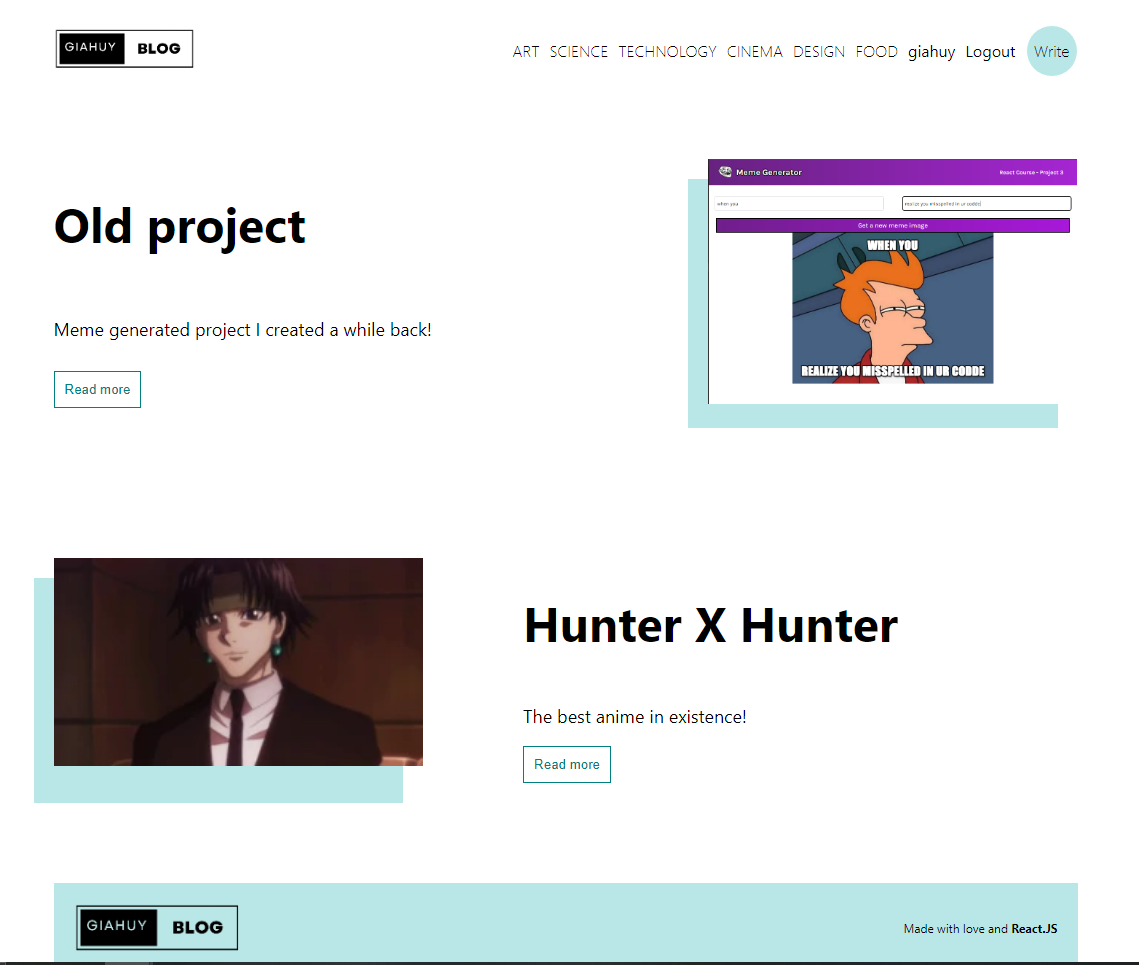 GIAHUY BLOG
ART SCIENCE TECHNOLOGY CINEMA DESIGN FOOD giahuy Logout Write
Old project
Meme generated project I created a while back!
Read more
Meme Generator React Course - Project 3
when you realize you misspelled in ur codde
Get a new meme image
WHEN YOU
REALIZE YOU MISSPELLED IN UR CODDE
Hunter X Hunter
The best anime in existence!
Read more
GIAHUY BLOG
Made with love and React.JS